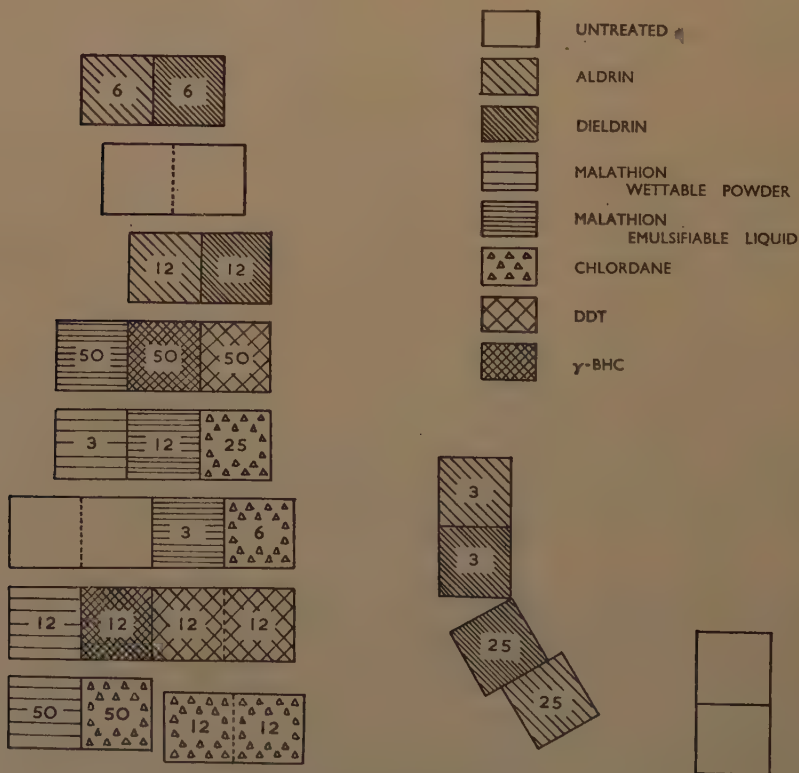 UNTREATED
ALDRIN
DIELDRIN
MALATHION
WETTABLE POWDER
MALATHION
EMULSIFIABLE LIQUID
CHLORDANE
DDT
γ-BHC
6 6
12 12
50 50 50
3 12 25
3 6
12 12 12 12
50 50 12 12
3
3
25
25